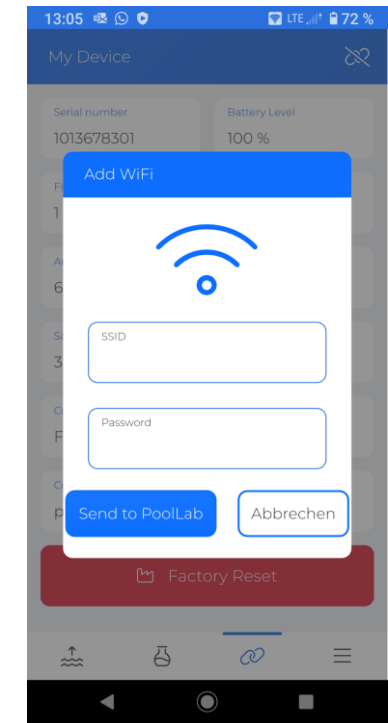 13:05 LTE 72 %
My Device
Serial number Battery Level
1013678301 100 %
Add WiFi
SSID
Password
Send to PoolLab Abbrechen
Factory Reset